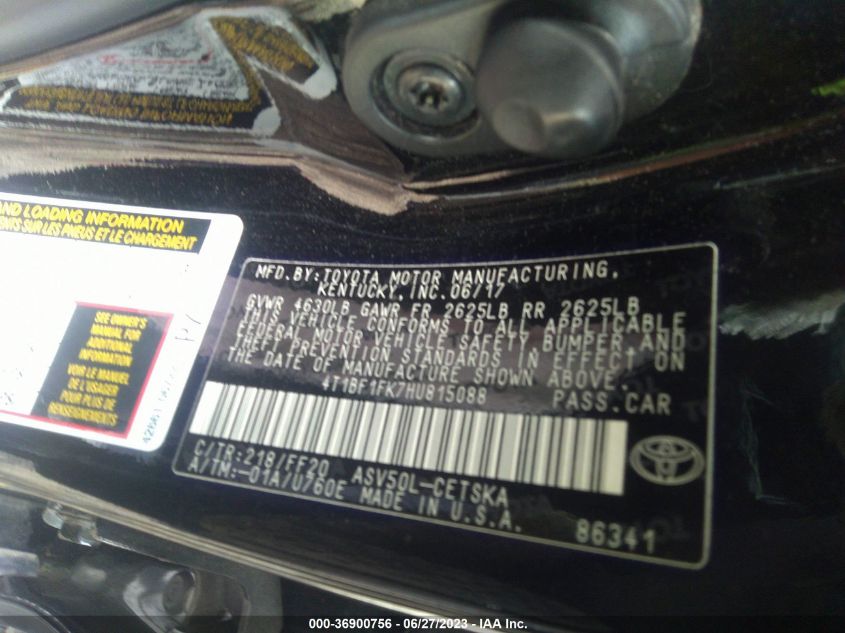 AND LOADING INFORMATION
NTS SUR LES PNEUS ET LE CHARGEMENT
SEE OWNER'S
MANUAL FOR
ADDITIONAL
INFORMATION
VOIR LE MANUEL
DE L'USAGER
POUR PLUS DE
RENSEIGNEMENTS
MFD.BY:TOYOTA MOTOR MANUFACTURING,
KENTUCKY, INC. 06/17
GVWR 4630LB GAWR FR 2625LB RR 2625LB
THIS VEHICLE CONFORMS TO ALL APPLICABLE
FEDERAL MOTOR VEHICLE SAFETY BUMPER AND
THEFT PREVENTION STANDARDS IN EFFECT ON
THE DATE OF MANUFACTURE SHOWN ABOVE.
4T1BF1FK7HU815088 PASS.CAR
C/TR:218/FF20 ASV50L-CETSKA
A/TM:-01A/U760E MADE IN U.S.A.
86341
000-36900756 - 06/27/2023 - IAA Inc.